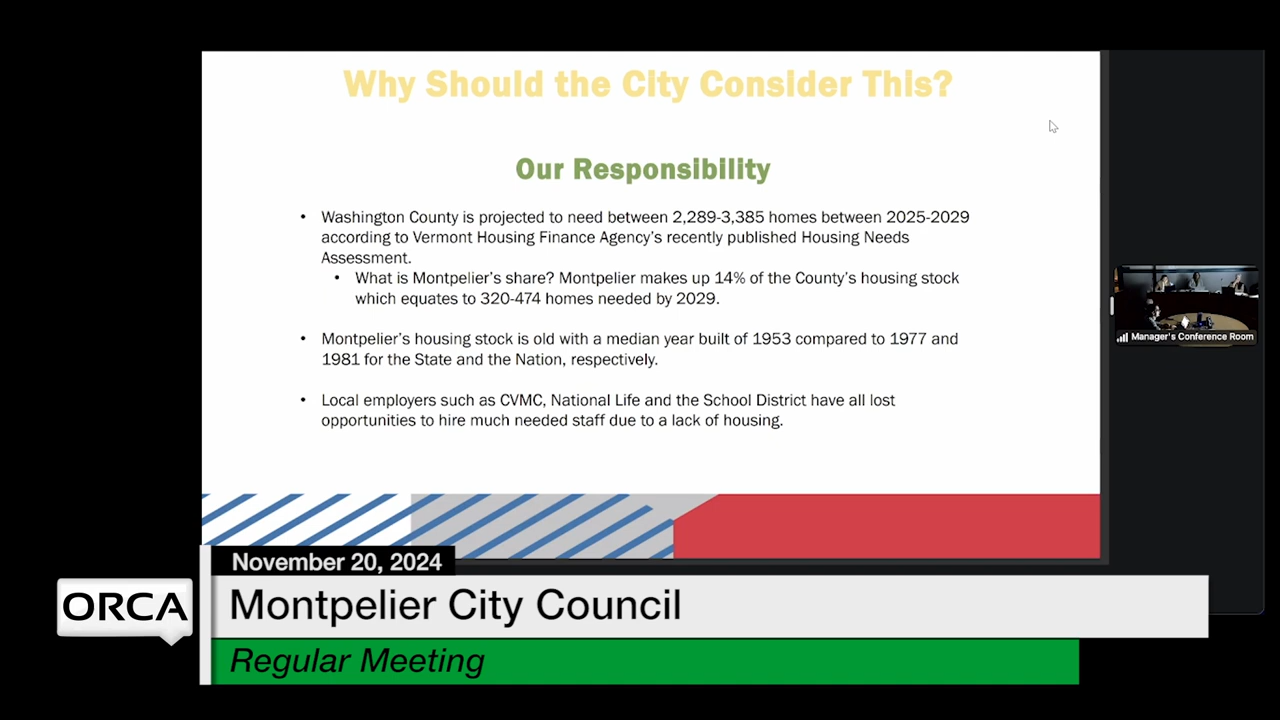 Why Should the City Consider This?
Our Responsibility
• Washington County is projected to need between 2,289-3,385 homes between 2025-2029
according to Vermont Housing Finance Agency's recently published Housing Needs
Assessment.
• What is Montpelier's share? Montpelier makes up 14% of the County's housing stock
which equates to 320-474 homes needed by 2029.
• Montpelier's housing stock is old with a median year built of 1953 compared to 1977 and
1981 for the State and the Nation, respectively.
• Local employers such as CVMC, National Life and the School District have all lost
opportunities to hire much needed staff due to a lack of housing.
Manager's Conference Room
November 20, 2024
ORCA
Montpelier City Council
Regular Meeting